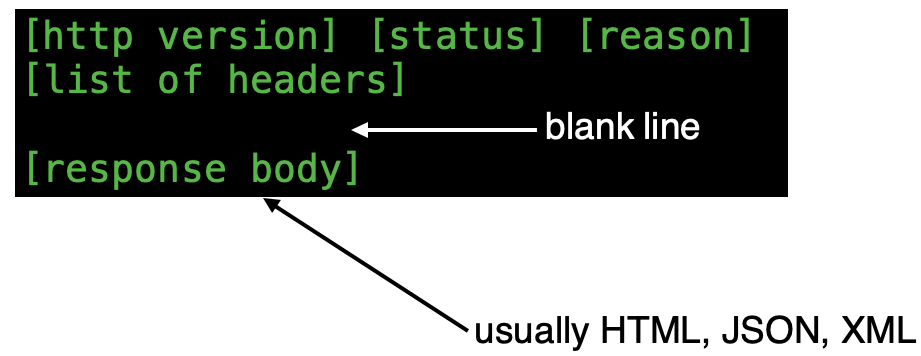 [http version] [status] [reason]
[list of headers]
blank line
[response body]
usually HTML, JSON, XML